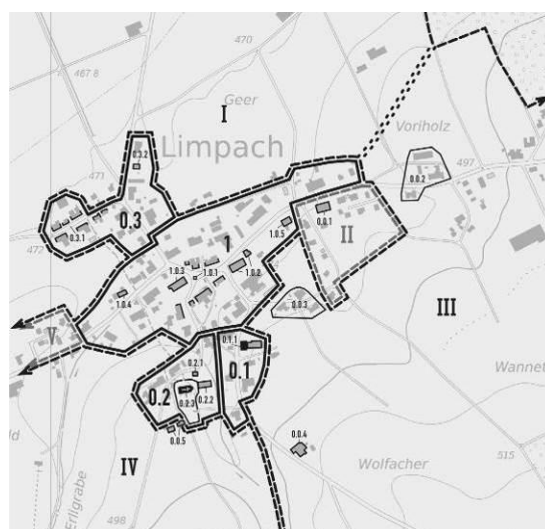 470
467 8
I
Geer
Voriholz
Limpach
0.3.2
497
471
0.0.2
0.3
0.3.1
0.0.1
1.0.5
II
472
1
1.0.3
1.0.1
1.0.2
1.0.4
0.0.3
III
V
0.1.1
0.2.1
0.1
Wannet
0.2
0.2.2
0.2.3
0.0.5
0.0.4
ld
IV
Wolfacher
515
Erligrabe
498